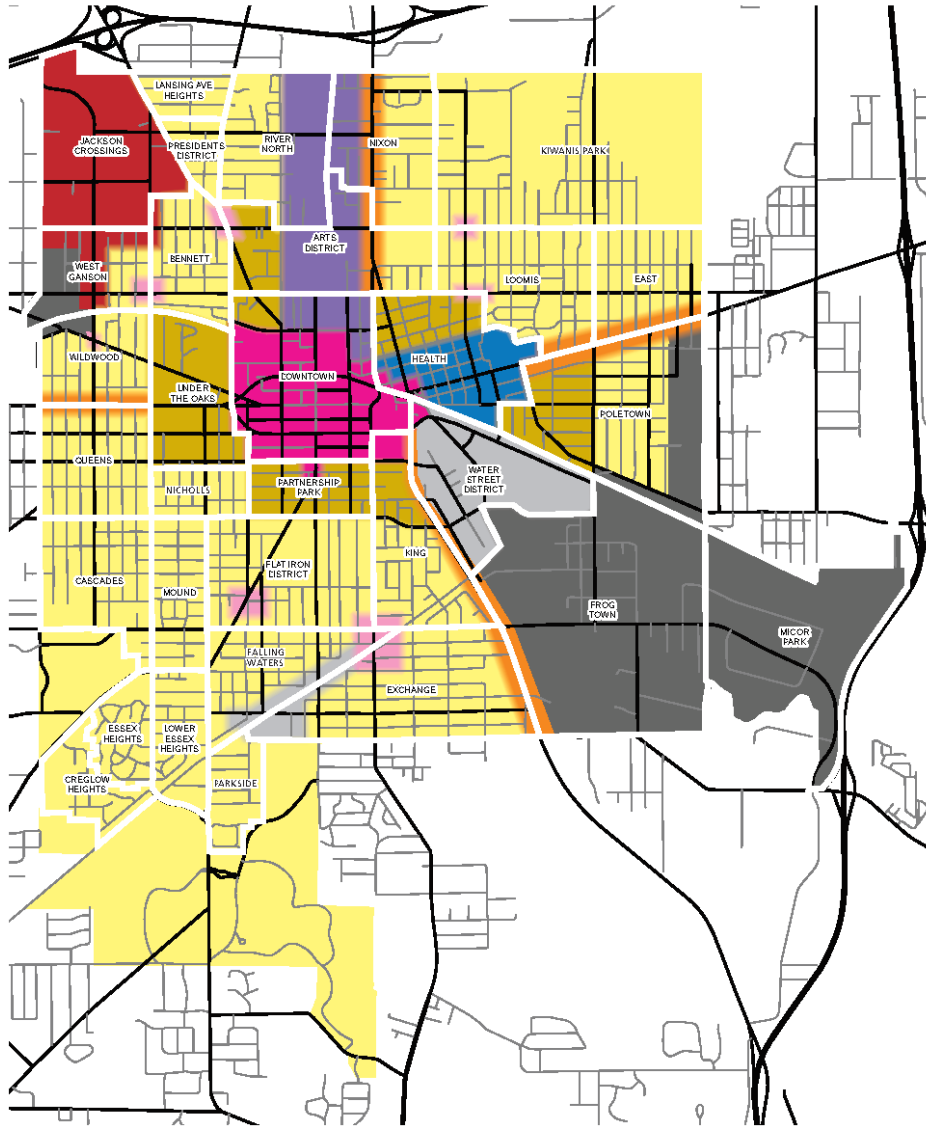 LANSING AVE
HEIGHTS
JACKSON
CROSSINGS
PRESIDENTS
DISTRICT
RIVER
NORTH
NIXON
KIWANIS PARK
ARTS
DISTRICT
BENNETT
WEST
GANSON
LOOMIS
EAST
WILDWOOD
HEALTH
DOWNTOWN
UNDER
THE OAKS
POLETOWN
QUEENS
NICHOLLS
PARTNERSHIP
PARK
WATER
STREET
DISTRICT
KING
CASCADES
MOUND
FLAT IRON
DISTRICT
FROG
TOWN
MICOR
PARK
FALLING
WATERS
EXCHANGE
ESSEX
HEIGHTS
LOWER
ESSEX
HEIGHTS
CREGLOW
HEIGHTS
PARKSIDE